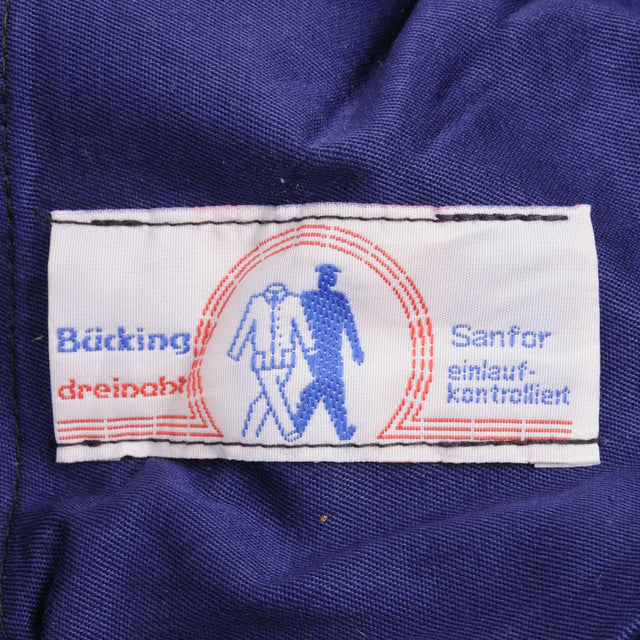 Bücking
dreinaht
Sanfor
einlauf-
kontrolliert